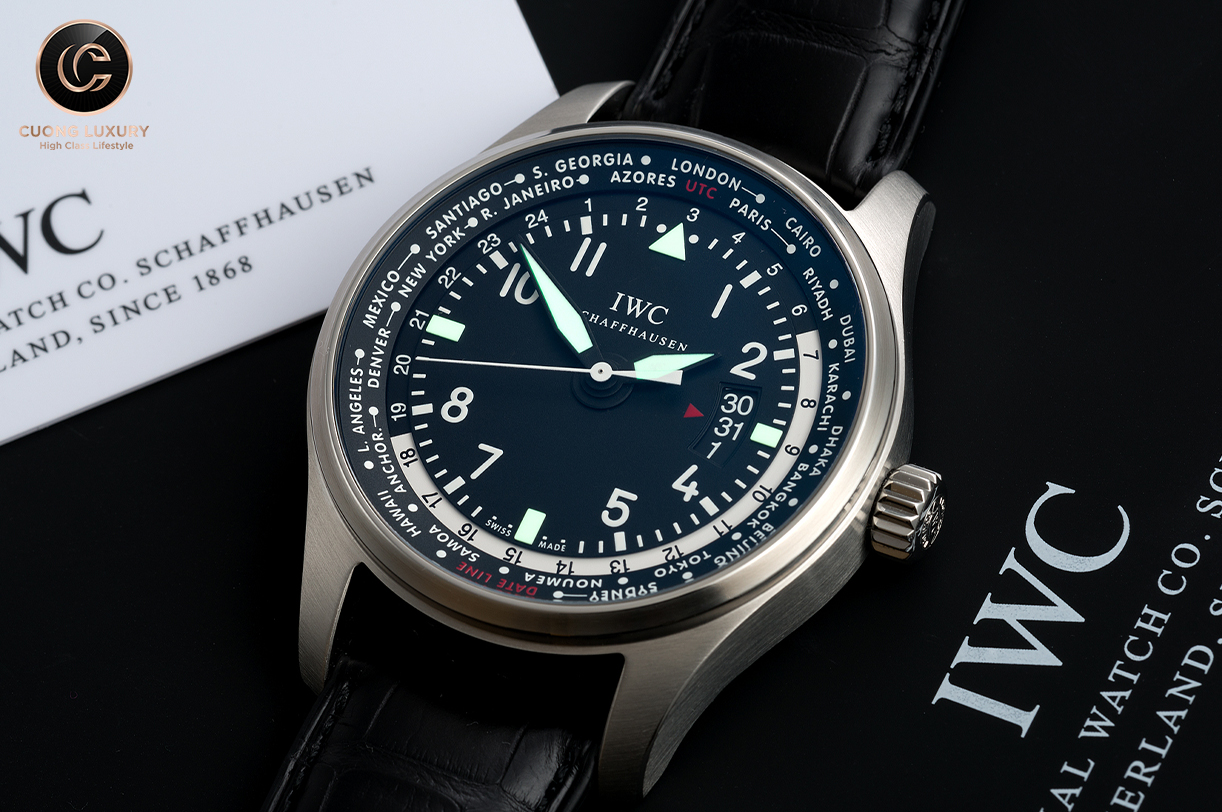 CUONG LUXURY
High Class Lifestyle
WC
ATCH CO. SCHAFFHAUSEN
LAND, SINCE 1868
S. GEORGIA
LONDON
SANTIAGO
R. JANEIRO
AZORES UTC
PARIS
CAIRO
NEW YORK
RIYADH
MEXICO
DUBAI
DENVER
KARACHI
L. ANGELES
DHAKA
ANCHOR.
BANGKOK
HAWAII
BEIJING
SAMOA
TOKYO
DATE LINE
NOUMEA
SYDNEY
24 1 2 3 4 5 6 7 8 9 10 11 12 13 14 15 16 17 18 19 20 21 22 23
11
10
1
IWC
SCHAFFHAUSEN
2
30
31
1
8
7
4
5
SWISS MADE
IWC
AL WATCH CO. SC
ERLAND, S